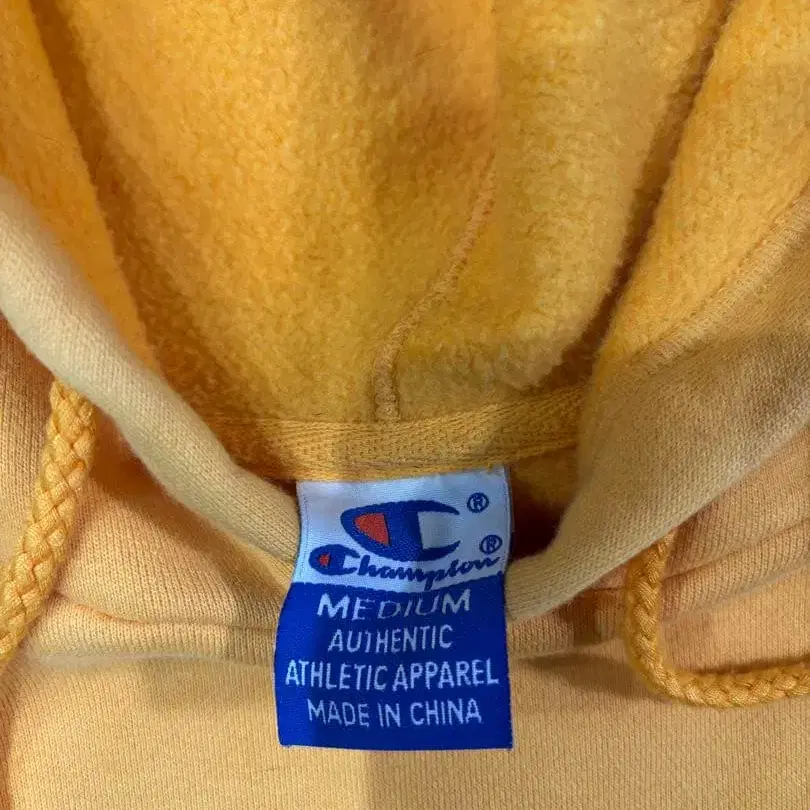 ®
Champion®
MEDIUM
AUTHENTIC
ATHLETIC APPAREL
MADE IN CHINA